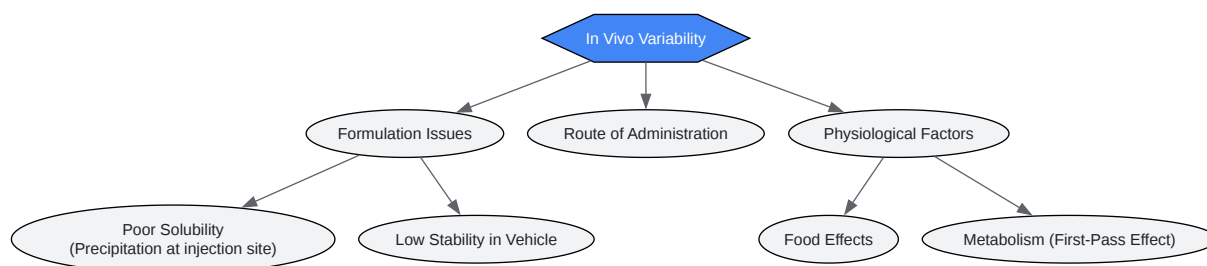 In Vivo Variability
Formulation Issues
Route of Administration
Physiological Factors
Poor Solubility
(Precipitation at injection site)
Low Stability in Vehicle
Food Effects
Metabolism (First-Pass Effect)